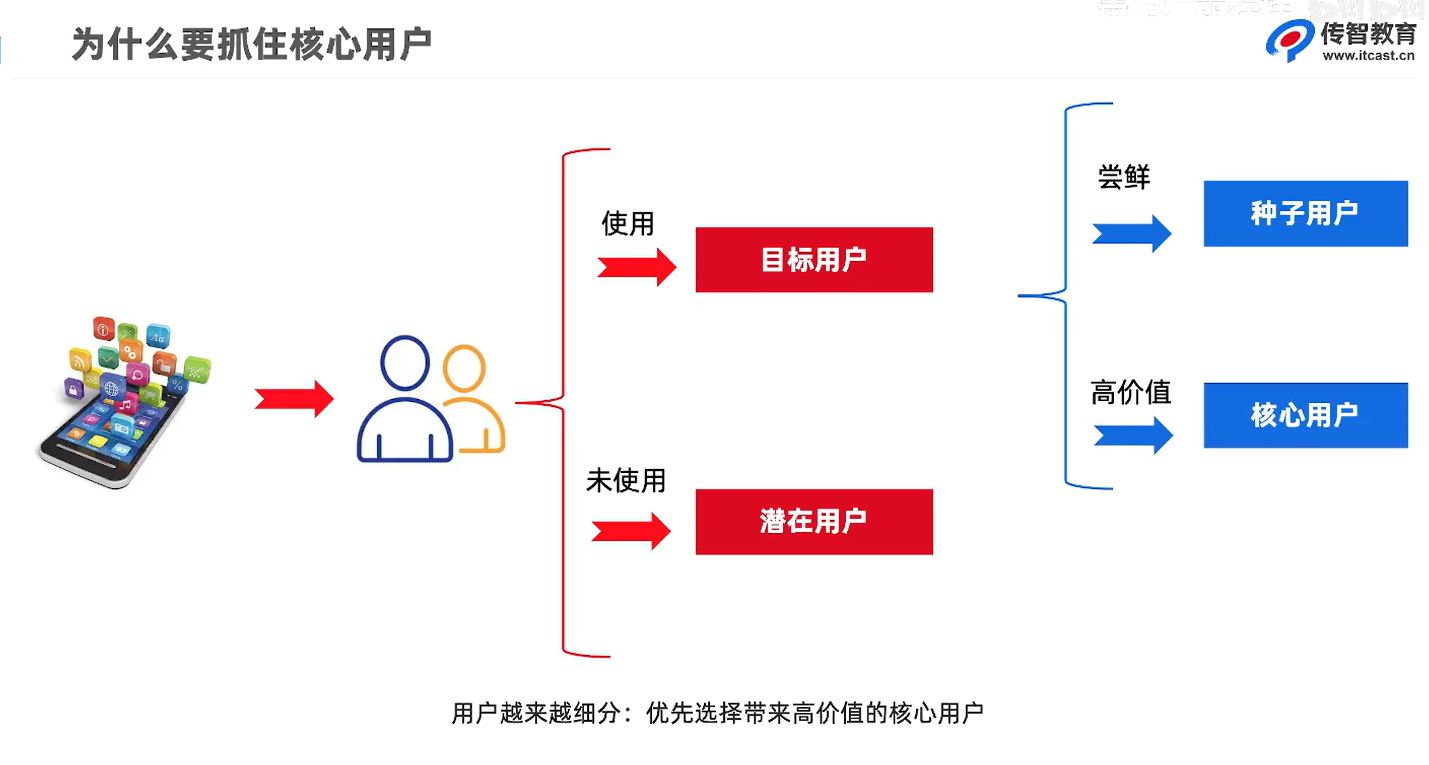 为什么要抓住核心用户
传智教育
www.itcast.cn
使用
目标用户
未使用
潜在用户
尝鲜
种子用户
高价值
核心用户
用户越来越细分：优先选择带来高价值的核心用户